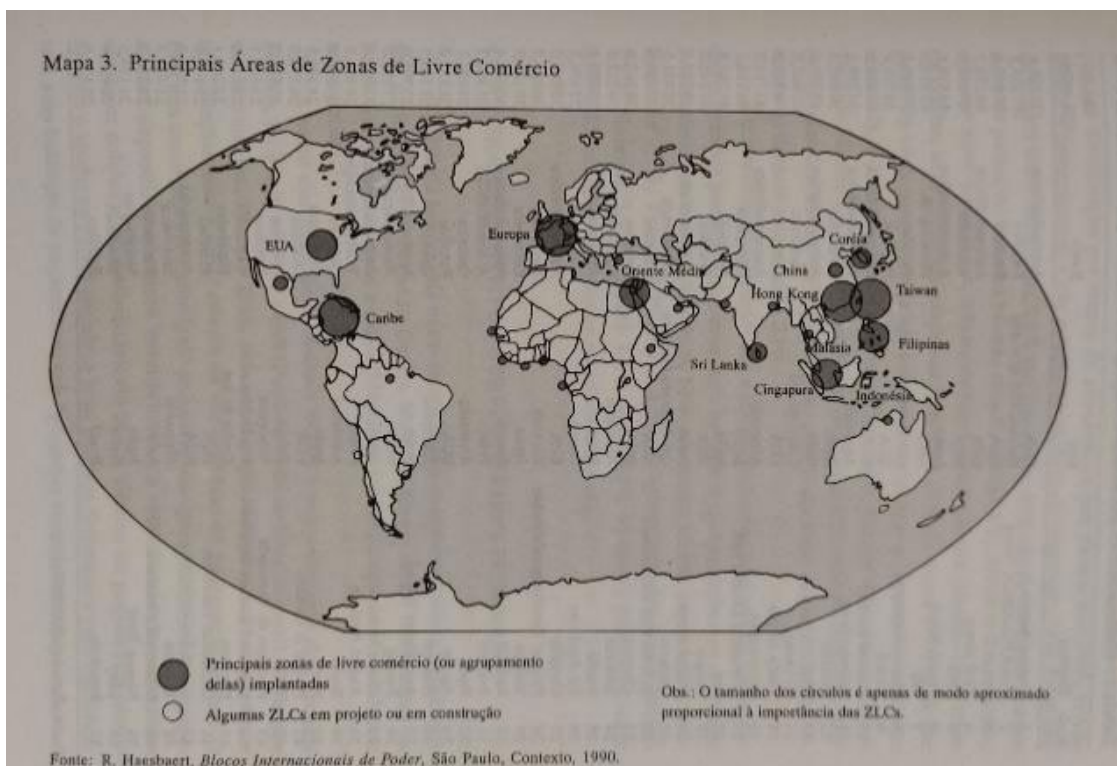 Mapa 3. Principais Áreas de Zonas de Livre Comércio
EUA
Europa
Coréia
Oriente Médio
China
Hong Kong
Taiwan
Caribe
Malásia
Filipinas
Sri Lanka
Cingapura
Indonésia
Principais zonas de livre comércio (ou agrupamento
delas) implantadas
Algumas ZLCs em projeto ou em construção
Obs.: O tamanho dos círculos é apenas de modo aproximado
proporcional à importância das ZLCs.
Fonte: R. Haesbaert, Blocos Internacionais de Poder, São Paulo, Contexto, 1990.